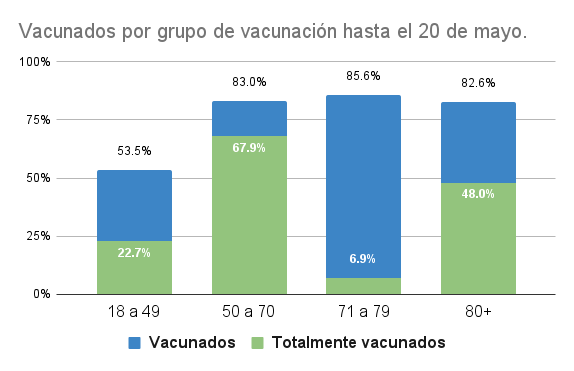 Vacunados por grupo de vacunación hasta el 20 de mayo.
100%
75%
50%
25%
0%
53.5%
22.7%
83.0%
67.9%
85.6%
6.9%
82.6%
48.0%
18 a 49
50 a 70
71 a 79
80+
Vacunados
Totalmente vacunados